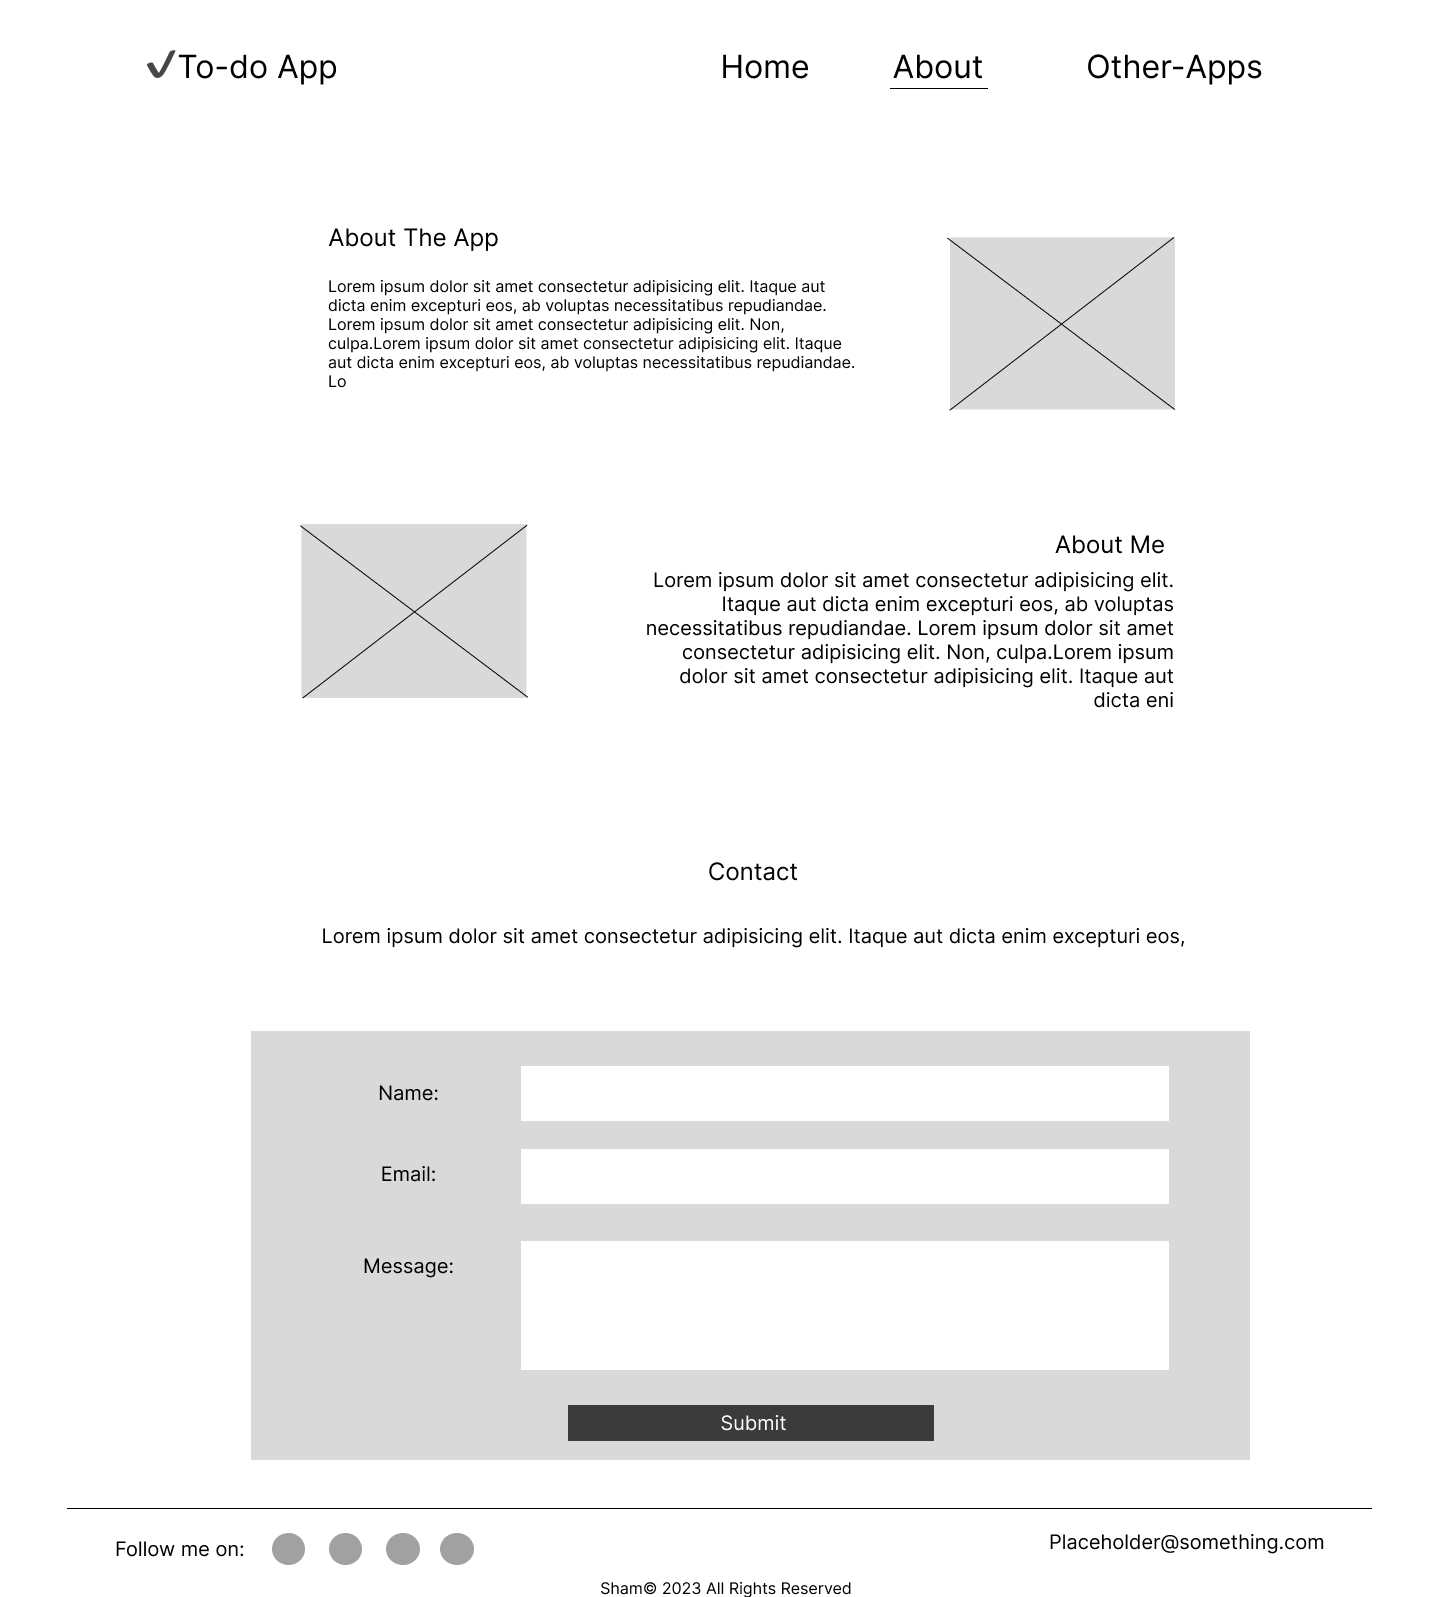 ✓To-do App Home About Other-Apps
About The App
Lorem ipsum dolor sit amet consectetur adipisicing elit. Itaque aut
dicta enim excepturi eos, ab voluptas necessitatibus repudiandae.
Lorem ipsum dolor sit amet consectetur adipisicing elit. Non,
culpa.Lorem ipsum dolor sit amet consectetur adipisicing elit. Itaque
aut dicta enim excepturi eos, ab voluptas necessitatibus repudiandae.
Lo
About Me
Lorem ipsum dolor sit amet consectetur adipisicing elit.
Itaque aut dicta enim excepturi eos, ab voluptas
necessitatibus repudiandae. Lorem ipsum dolor sit amet
consectetur adipisicing elit. Non, culpa.Lorem ipsum
dolor sit amet consectetur adipisicing elit. Itaque aut
dicta eni
Contact
Lorem ipsum dolor sit amet consectetur adipisicing elit. Itaque aut dicta enim excepturi eos,
Name:
Email:
Message:
Submit
Follow me on:
Placeholder@something.com
Sham© 2023 All Rights Reserved